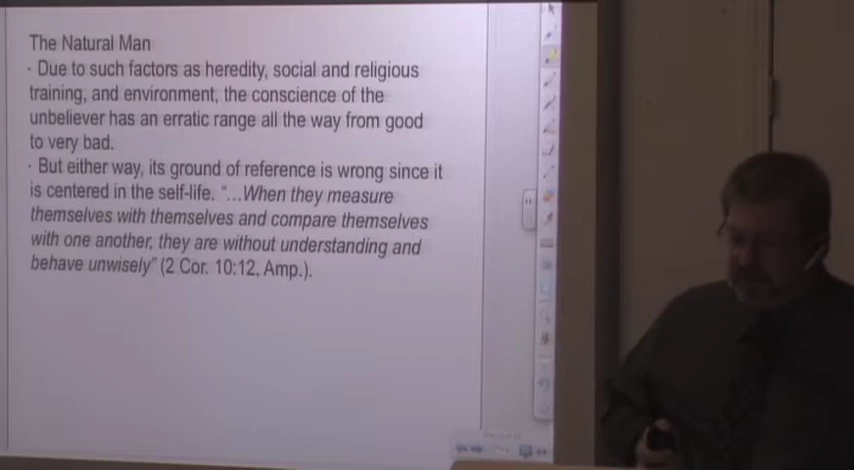 The Natural Man
· Due to such factors as heredity, social and religious
training, and environment, the conscience of the
unbeliever has an erratic range all the way from good
to very bad.
· But either way, its ground of reference is wrong since it
is centered in the self-life. “…When they measure
themselves with themselves and compare themselves
with one another, they are without understanding and
behave unwisely” (2 Cor. 10:12, Amp.).